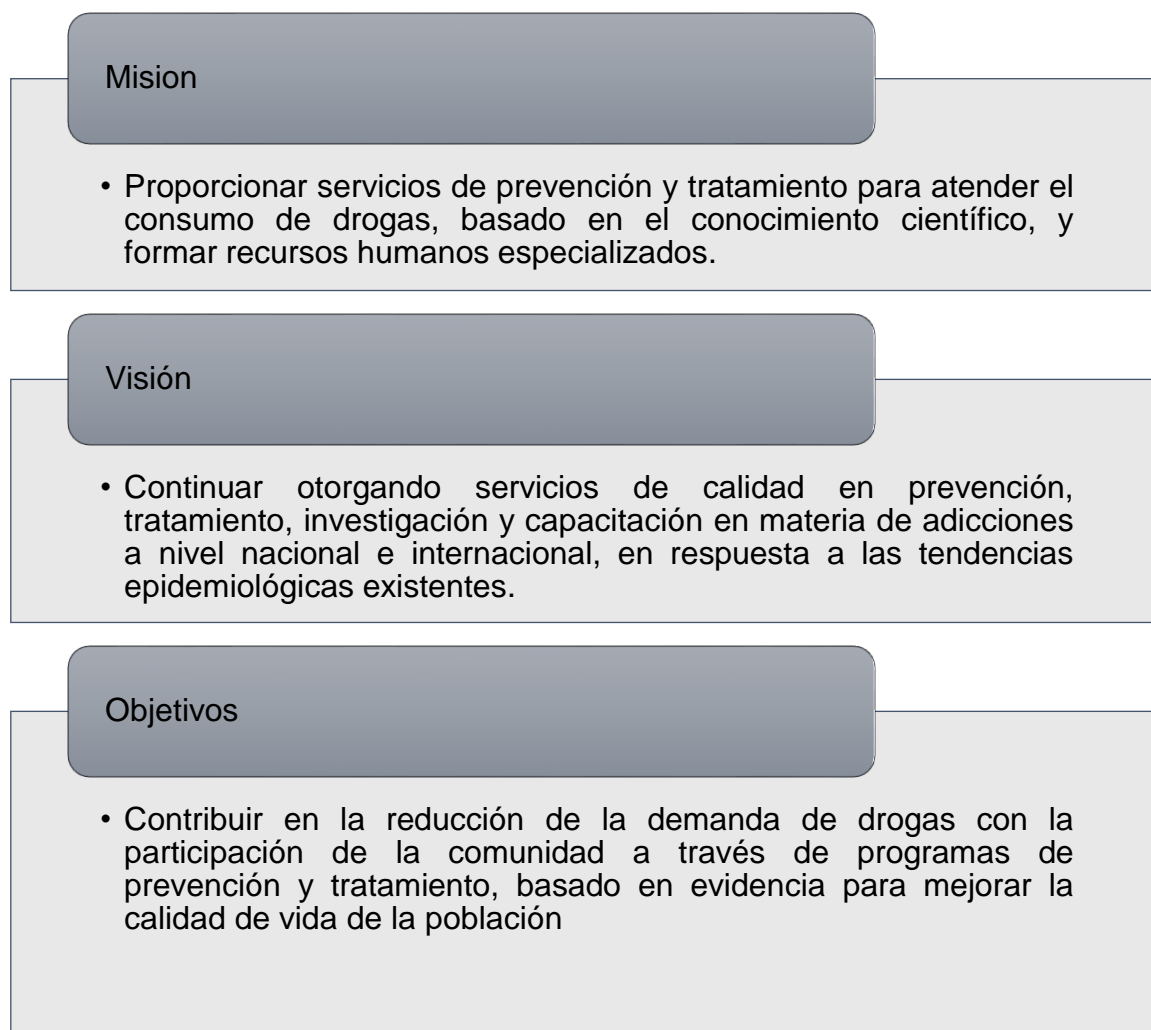 Mision
• Proporcionar servicios de prevención y tratamiento para atender el
consumo de drogas, basado en el conocimiento científico, y
formar recursos humanos especializados.
Visión
• Continuar otorgando servicios de calidad en prevención,
tratamiento, investigación y capacitación en materia de adicciones
a nivel nacional e internacional, en respuesta a las tendencias
epidemiológicas existentes.
Objetivos
• Contribuir en la reducción de la demanda de drogas con la
participación de la comunidad a través de programas de
prevención y tratamiento, basado en evidencia para mejorar la
calidad de vida de la población